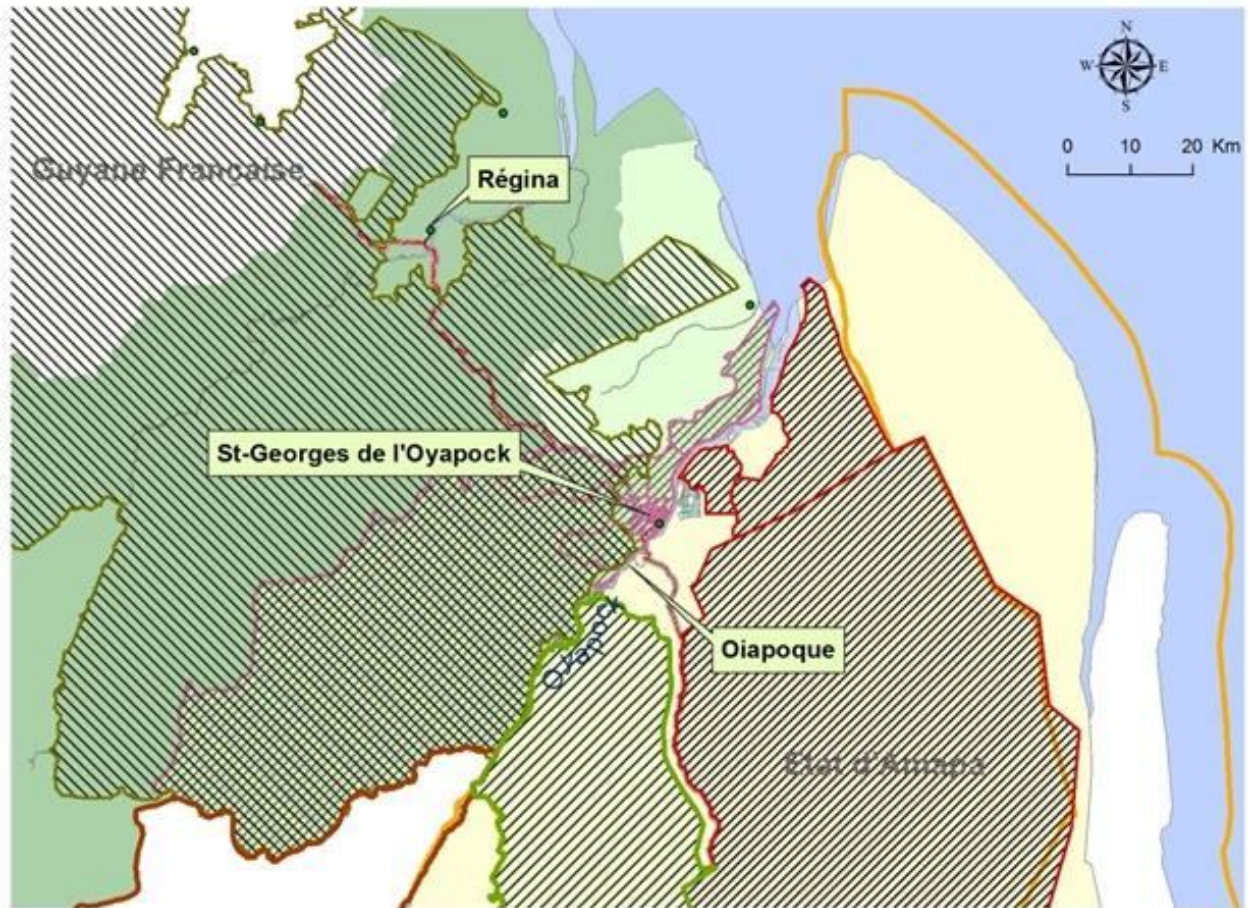 N
W E
S
0 10 20 Km
Guyane Française
Régina
St-Georges de l'Oyapock
Oyapock
Oiapoque
Etat d'Amapa